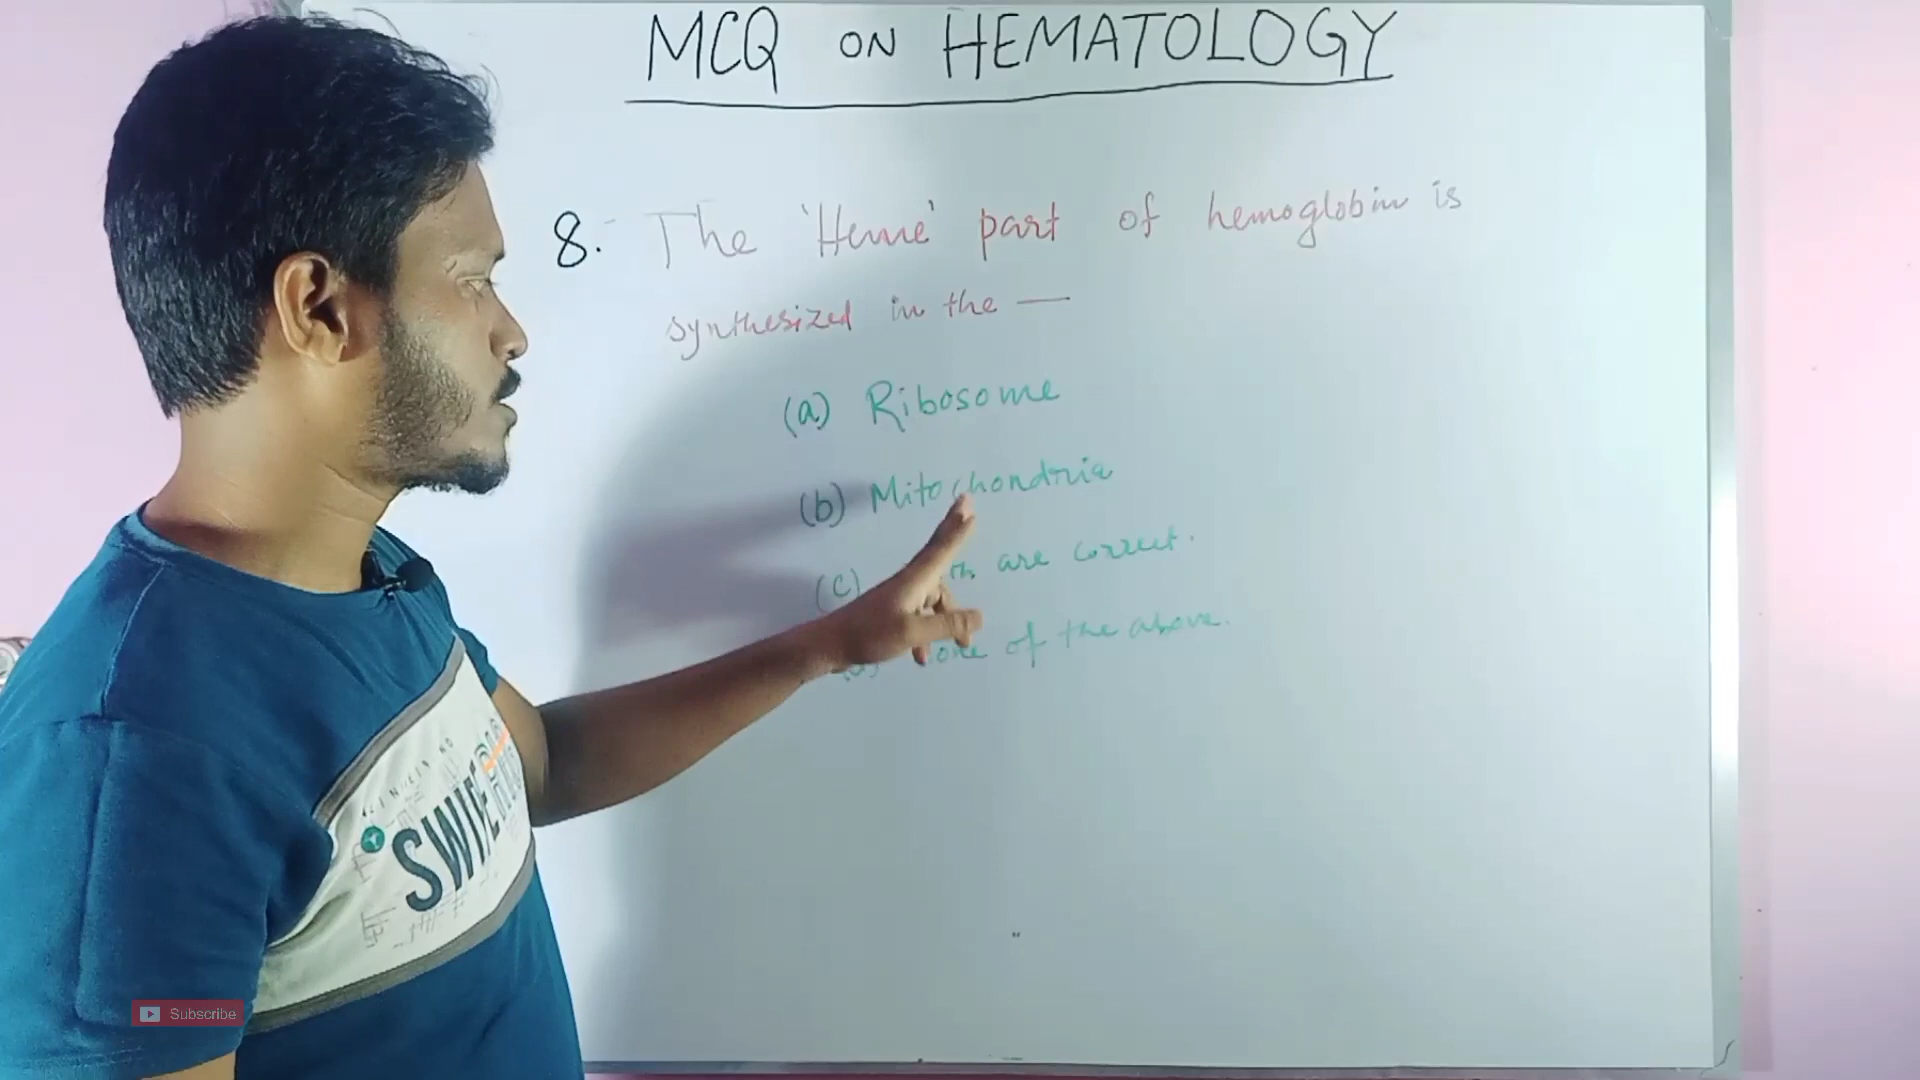 MCQ ON HEMATOLOGY
8. The 'Heme' part of hemoglobin is
synthesized in the —
(a) Ribosome
(b) Mitochondria
(c) are correct.
of the above.
SWIPE
Subscribe